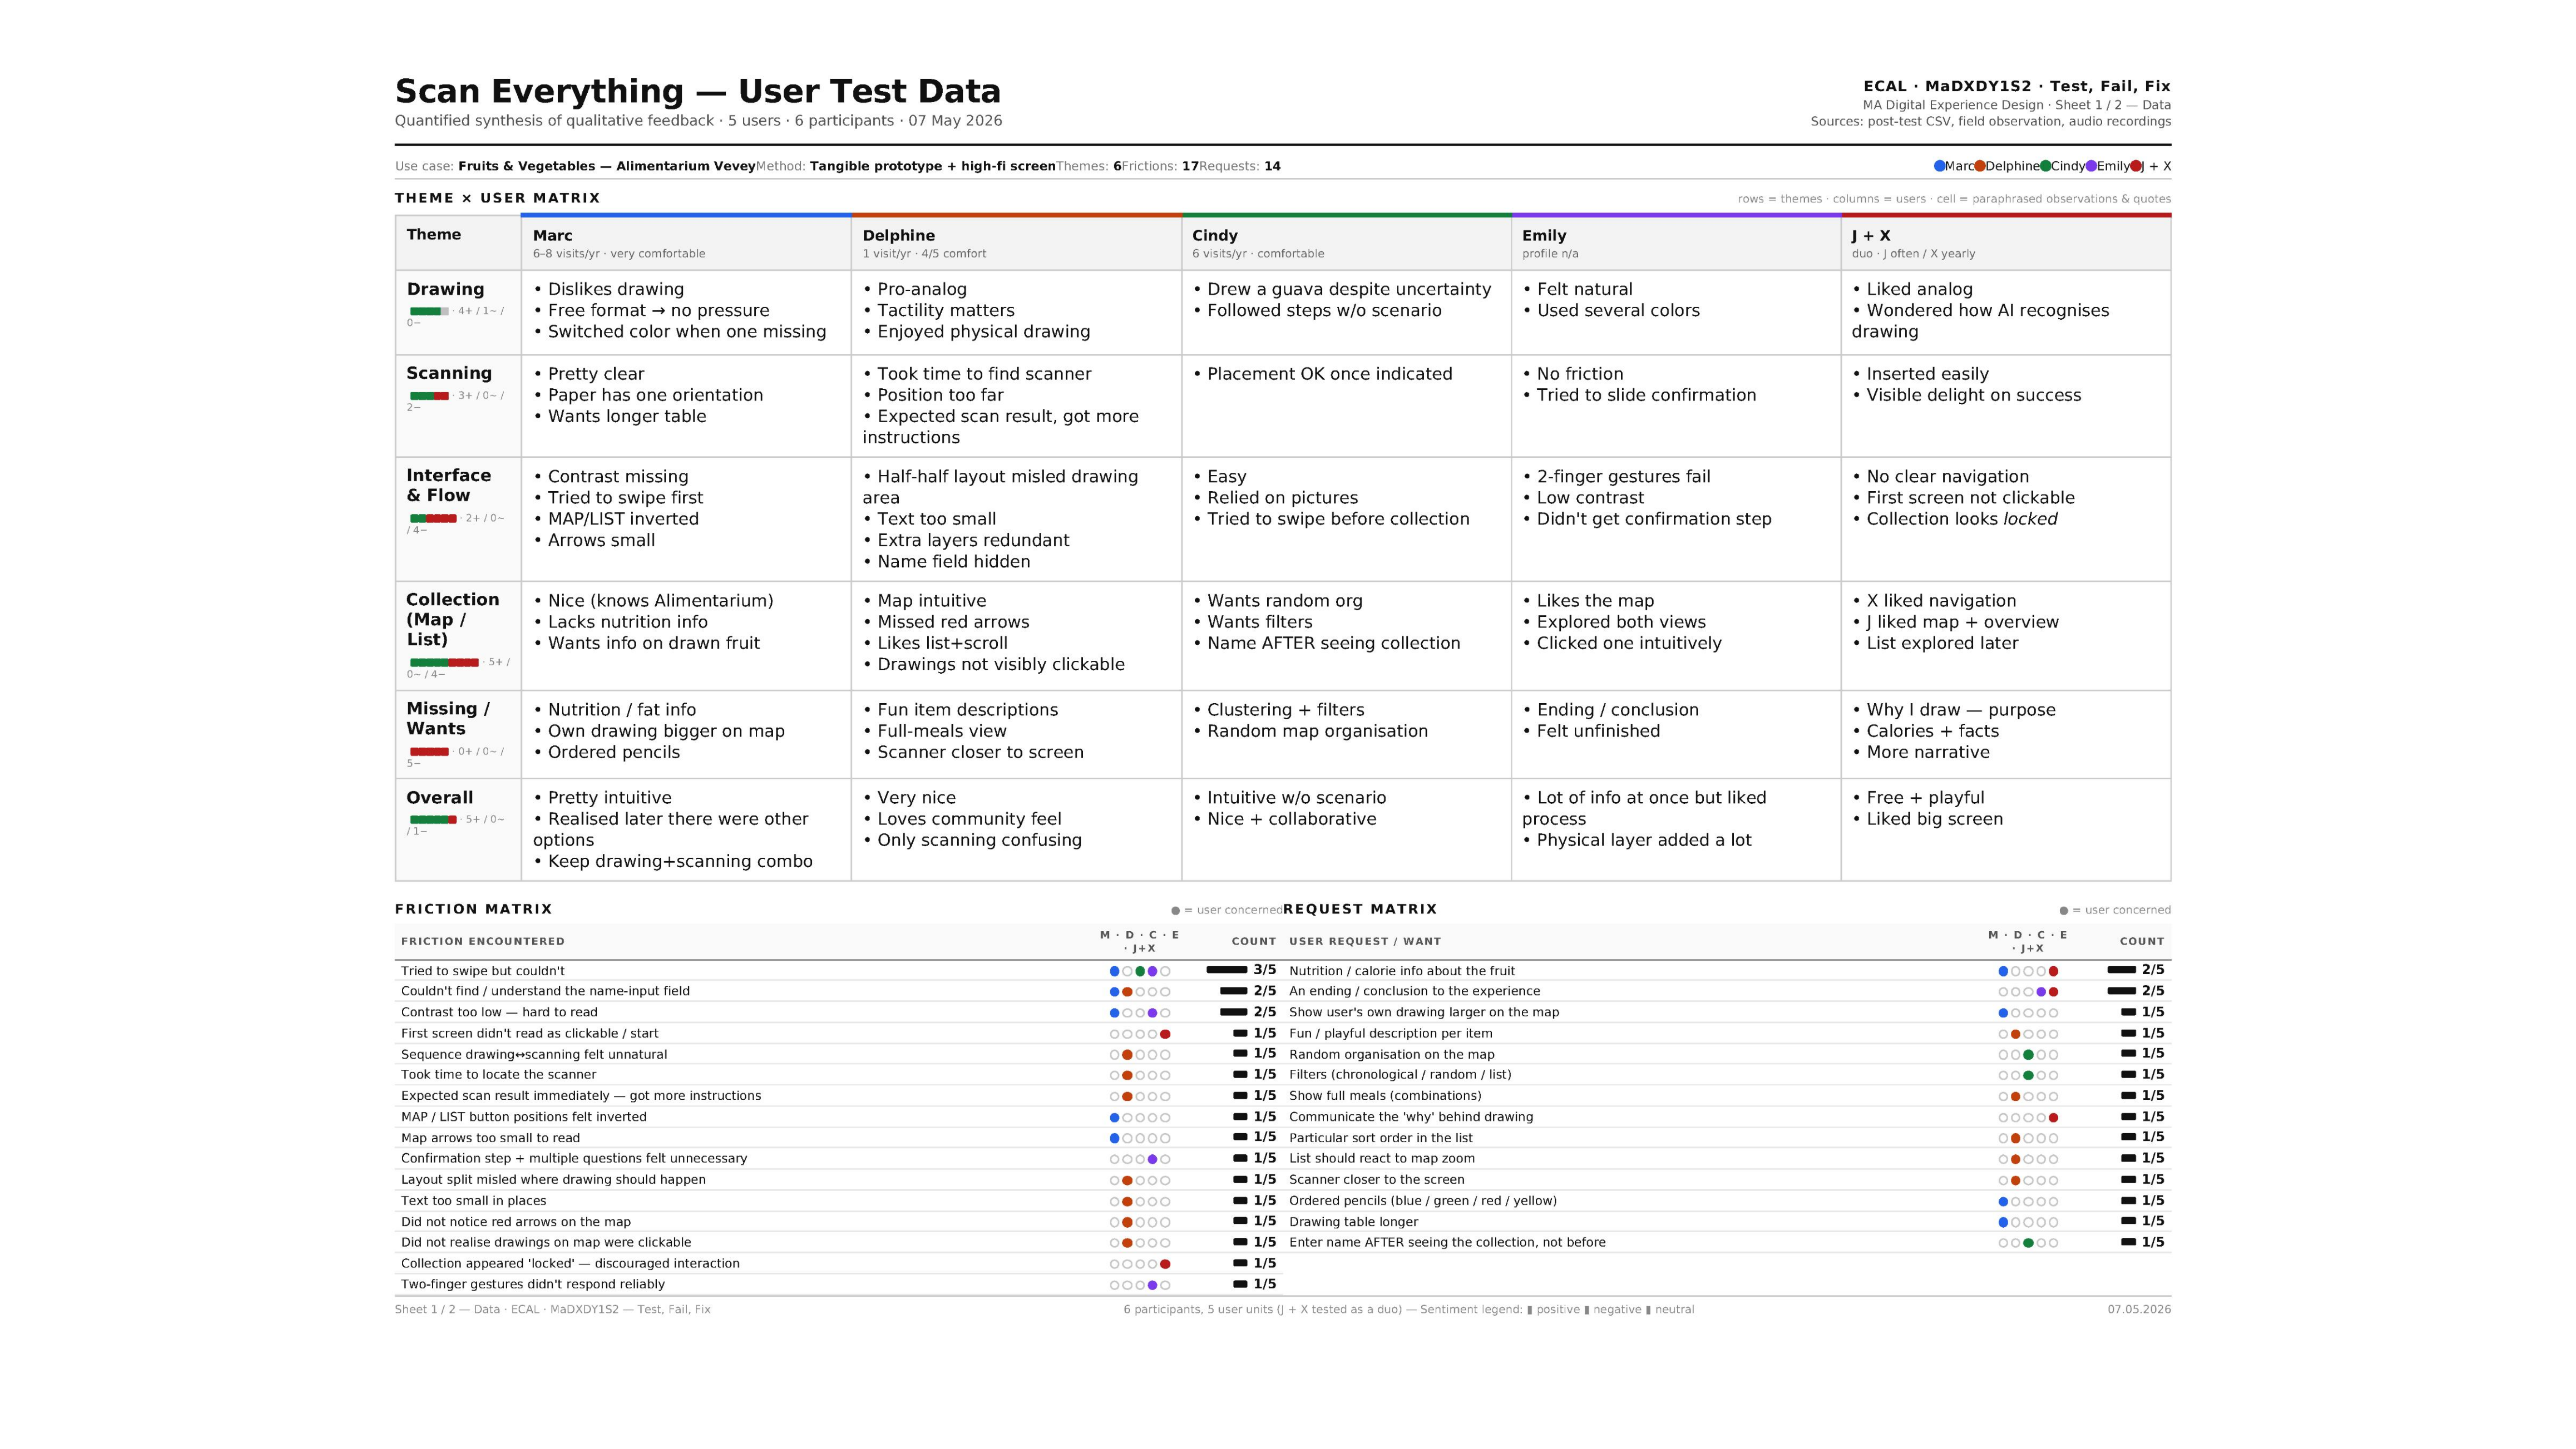 Scan Everything — User Test Data
Quantified synthesis of qualitative feedback · 5 users · 6 participants · 07 May 2026
ECAL · MaDXDY1S2 · Test, Fail, Fix
MA Digital Experience Design · Sheet 1 / 2 — Data
Sources: post-test CSV, field observation, audio recordings
Use case: Fruits & Vegetables — Alimentarium VeveyMethod: Tangible prototype + high-fi screenThemes: 6Frictions: 17Requests: 14
MarcDelphineCindyEmilyJ + X
THEME × USER MATRIX
rows = themes · columns = users · cell = paraphrased observations & quotes
Theme
Marc
6–8 visits/yr · very comfortable
Delphine
1 visit/yr · 4/5 comfort
Cindy
6 visits/yr · comfortable
Emily
profile n/a
J + X
duo · J often / X yearly
Drawing
· 4+ / 1~ /
0−
• Dislikes drawing
• Free format → no pressure
• Switched color when one missing
• Pro-analog
• Tactility matters
• Enjoyed physical drawing
• Drew a guava despite uncertainty
• Followed steps w/o scenario
• Felt natural
• Used several colors
• Liked analog
• Wondered how AI recognises
drawing
Scanning
· 3+ / 0~ /
2−
• Pretty clear
• Paper has one orientation
• Wants longer table
• Took time to find scanner
• Position too far
• Expected scan result, got more
instructions
• Placement OK once indicated
• No friction
• Tried to slide confirmation
• Inserted easily
• Visible delight on success
Interface
& Flow
· 2+ / 0~
/ 4−
• Contrast missing
• Tried to swipe first
• MAP/LIST inverted
• Arrows small
• Half-half layout misled drawing
area
• Text too small
• Extra layers redundant
• Name field hidden
• Easy
• Relied on pictures
• Tried to swipe before collection
• 2-finger gestures fail
• Low contrast
• Didn't get confirmation step
• No clear navigation
• First screen not clickable
• Collection looks locked
Collection
(Map /
List)
· 5+ /
0~ / 4−
• Nice (knows Alimentarium)
• Lacks nutrition info
• Wants info on drawn fruit
• Map intuitive
• Missed red arrows
• Likes list+scroll
• Drawings not visibly clickable
• Wants random org
• Wants filters
• Name AFTER seeing collection
• Likes the map
• Explored both views
• Clicked one intuitively
• X liked navigation
• J liked map + overview
• List explored later
Missing /
Wants
· 0+ / 0~ /
5−
• Nutrition / fat info
• Own drawing bigger on map
• Ordered pencils
• Fun item descriptions
• Full-meals view
• Scanner closer to screen
• Clustering + filters
• Random map organisation
• Ending / conclusion
• Felt unfinished
• Why I draw — purpose
• Calories + facts
• More narrative
Overall
· 5+ / 0~
/ 1−
• Pretty intuitive
• Realised later there were other
options
• Keep drawing+scanning combo
• Very nice
• Loves community feel
• Only scanning confusing
• Intuitive w/o scenario
• Nice + collaborative
• Lot of info at once but liked
process
• Physical layer added a lot
• Free + playful
• Liked big screen
FRICTION MATRIX
● = user concerned
FRICTION ENCOUNTERED
M · D · C · E
· J+X
COUNT
Tried to swipe but couldn't 3/5
Couldn't find / understand the name-input field 2/5
Contrast too low — hard to read 2/5
First screen didn't read as clickable / start 1/5
Sequence drawing↔scanning felt unnatural 1/5
Took time to locate the scanner 1/5
Expected scan result immediately — got more instructions 1/5
MAP / LIST button positions felt inverted 1/5
Map arrows too small to read 1/5
Confirmation step + multiple questions felt unnecessary 1/5
Layout split misled where drawing should happen 1/5
Text too small in places 1/5
Did not notice red arrows on the map 1/5
Did not realise drawings on map were clickable 1/5
Collection appeared 'locked' — discouraged interaction 1/5
Two-finger gestures didn't respond reliably 1/5
REQUEST MATRIX
● = user concerned
USER REQUEST / WANT
M · D · C · E
· J+X
COUNT
Nutrition / calorie info about the fruit 2/5
An ending / conclusion to the experience 2/5
Show user's own drawing larger on the map 1/5
Fun / playful description per item 1/5
Random organisation on the map 1/5
Filters (chronological / random / list) 1/5
Show full meals (combinations) 1/5
Communicate the 'why' behind drawing 1/5
Particular sort order in the list 1/5
List should react to map zoom 1/5
Scanner closer to the screen 1/5
Ordered pencils (blue / green / red / yellow) 1/5
Drawing table longer 1/5
Enter name AFTER seeing the collection, not before 1/5
Sheet 1 / 2 — Data · ECAL · MaDXDY1S2 — Test, Fail, Fix
6 participants, 5 user units (J + X tested as a duo) — Sentiment legend: ▮ positive ▮ negative ▮ neutral
07.05.2026